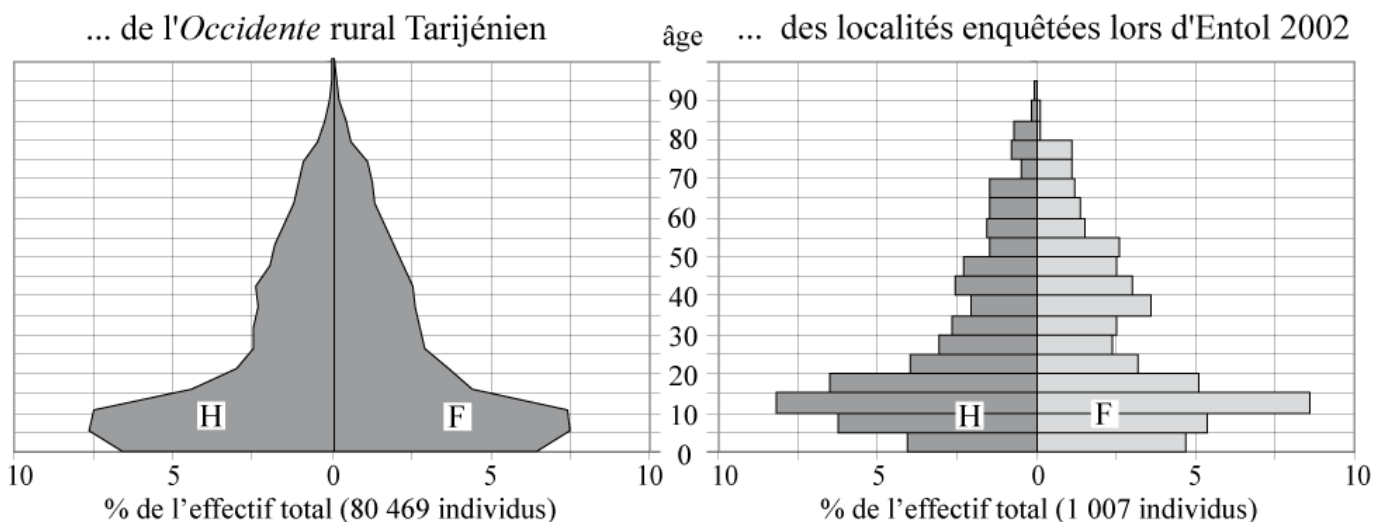 ... de l'Occidente rural Tarijénien
âge
... des localités enquêtées lors d'Entol 2002
90
80
70
60
50
40
30
20
10
0
H
F
H
F
10 5 0 5 10
10 5 0 5 10
% de l'effectif total (80 469 individus)
% de l'effectif total (1 007 individus)